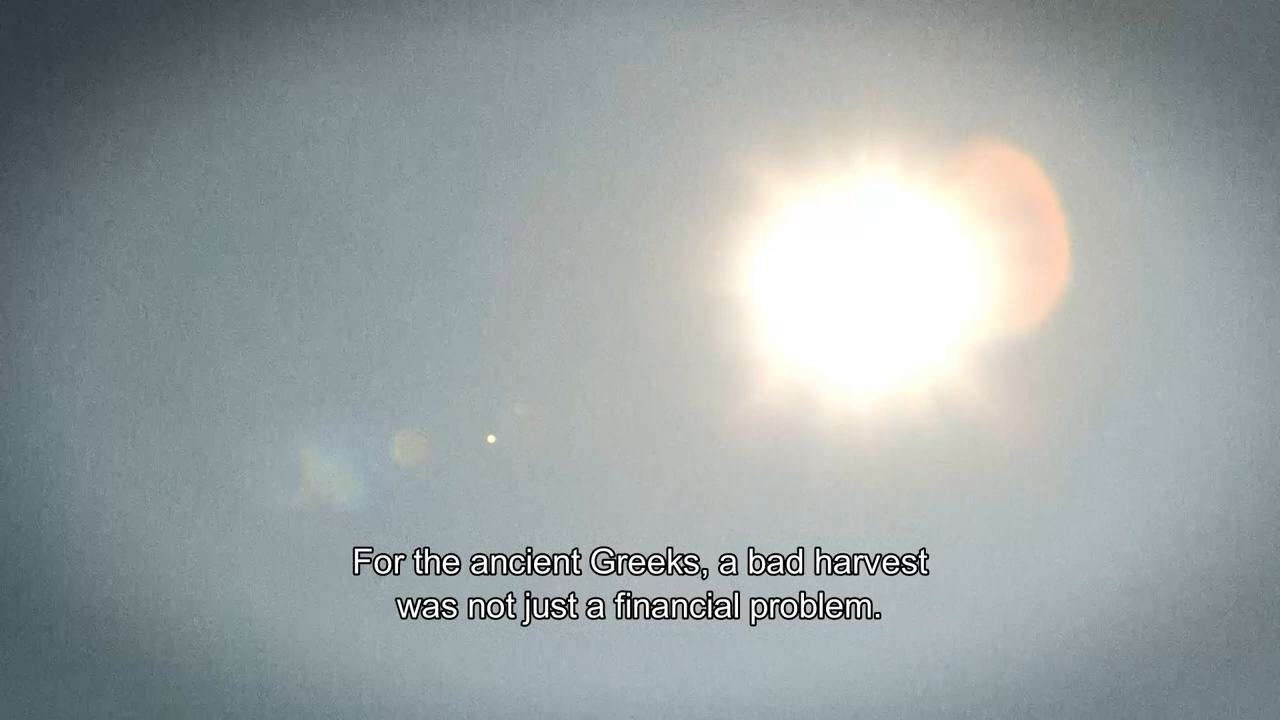 For the ancient Greeks, a bad harvest
was not just a financial problem.